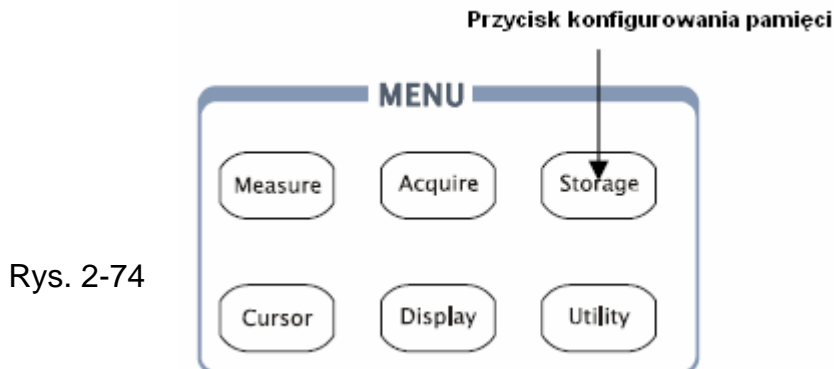 Przycisk konfigurowania pamięci
MENU
Measure Acquire Storage
Rys. 2-74
Cursor Display Utility